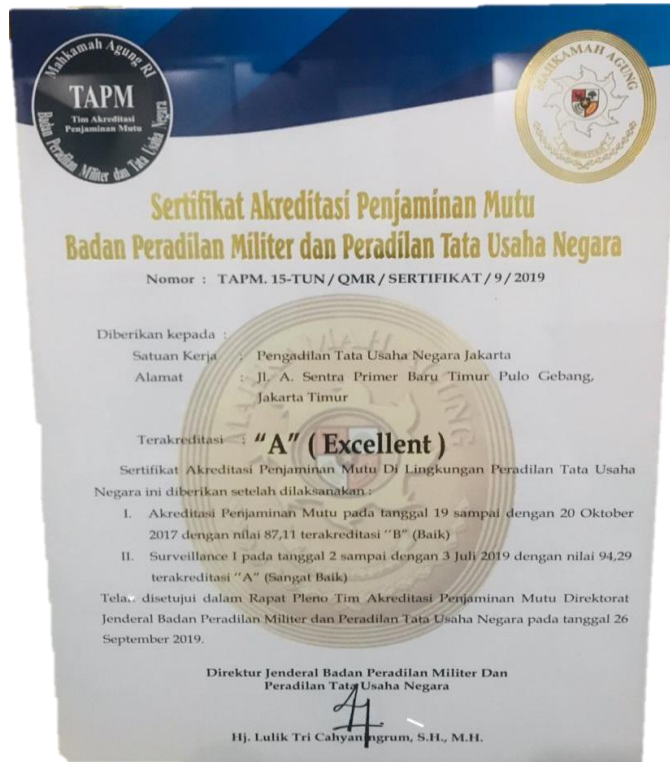 Mahkamah Agung RI
TAPM
Tim Akreditasi
Penjaminan Mutu
Badan Peradilan Militer dan Tata Usaha Negara
MAHKAMAH AGUNG
Sertifikat Akreditasi Penjaminan Mutu
Badan Peradilan Militer dan Peradilan Tata Usaha Negara
Nomor : TAPM. 15-TUN / QMR / SERTIFIKAT / 9 / 2019
Diberikan kepada :
Satuan Kerja : Pengadilan Tata Usaha Negara Jakarta
Alamat : Jl. A. Sentra Primer Baru Timur Pulo Gebang,
Jakarta Timur
Terakreditasi : "A" ( Excellent )
Sertifikat Akreditasi Penjaminan Mutu Di Lingkungan Peradilan Tata Usaha
Negara ini diberikan setelah dilaksanakan :
I. Akreditasi Penjaminan Mutu pada tanggal 19 sampai dengan 20 Oktober
2017 dengan nilai 87,11 terakreditasi "B" (Baik)
II. Surveillance I pada tanggal 2 sampai dengan 3 Juli 2019 dengan nilai 94,29
terakreditasi "A" (Sangat Baik)
Telah disetujui dalam Rapat Pleno Tim Akreditasi Penjaminan Mutu Direktorat
Jenderal Badan Peradilan Militer dan Peradilan Tata Usaha Negara pada tanggal 26
September 2019.
Direktur Jenderal Badan Peradilan Militer Dan
Peradilan Tata Usaha Negara
Hj. Lulik Tri Cahyaningrum, S.H., M.H.